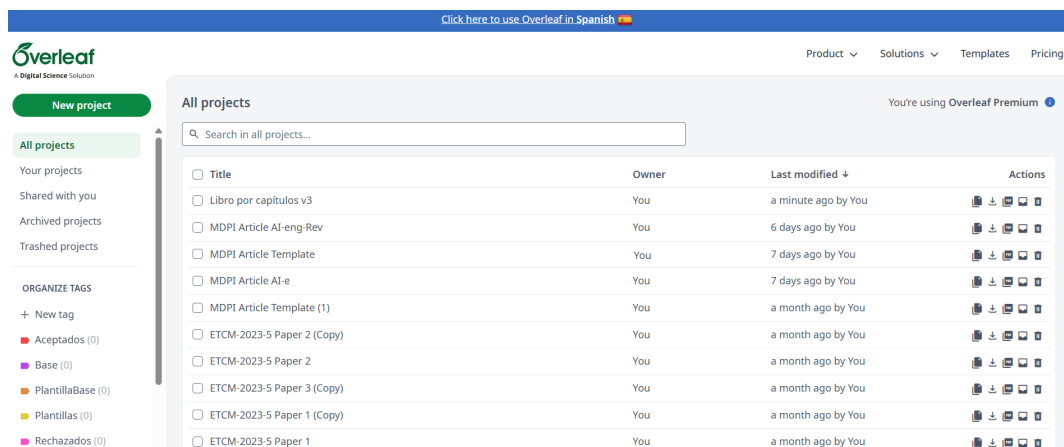 Click here to use Overleaf in Spanish
Overleaf
A Digital Science Solution
Product Solutions Templates Pricing
New project
All projects
Your projects
Shared with you
Archived projects
Trashed projects
ORGANIZE TAGS
+ New tag
Aceptados (0)
Base (0)
PlantillaBase (0)
Plantillas (0)
Rechazados (0)
All projects
You're using Overleaf Premium
Search in all projects...
Title Owner Last modified ↓ Actions
Libro por capítulos v3 You a minute ago by You
MDPI Article AI-eng-Rev You 6 days ago by You
MDPI Article Template You 7 days ago by You
MDPI Article AI-e You 7 days ago by You
MDPI Article Template (1) You a month ago by You
ETCM-2023-5 Paper 2 (Copy) You a month ago by You
ETCM-2023-5 Paper 2 You a month ago by You
ETCM-2023-5 Paper 3 (Copy) You a month ago by You
ETCM-2023-5 Paper 1 (Copy) You a month ago by You
ETCM-2023-5 Paper 1 You a month ago by You